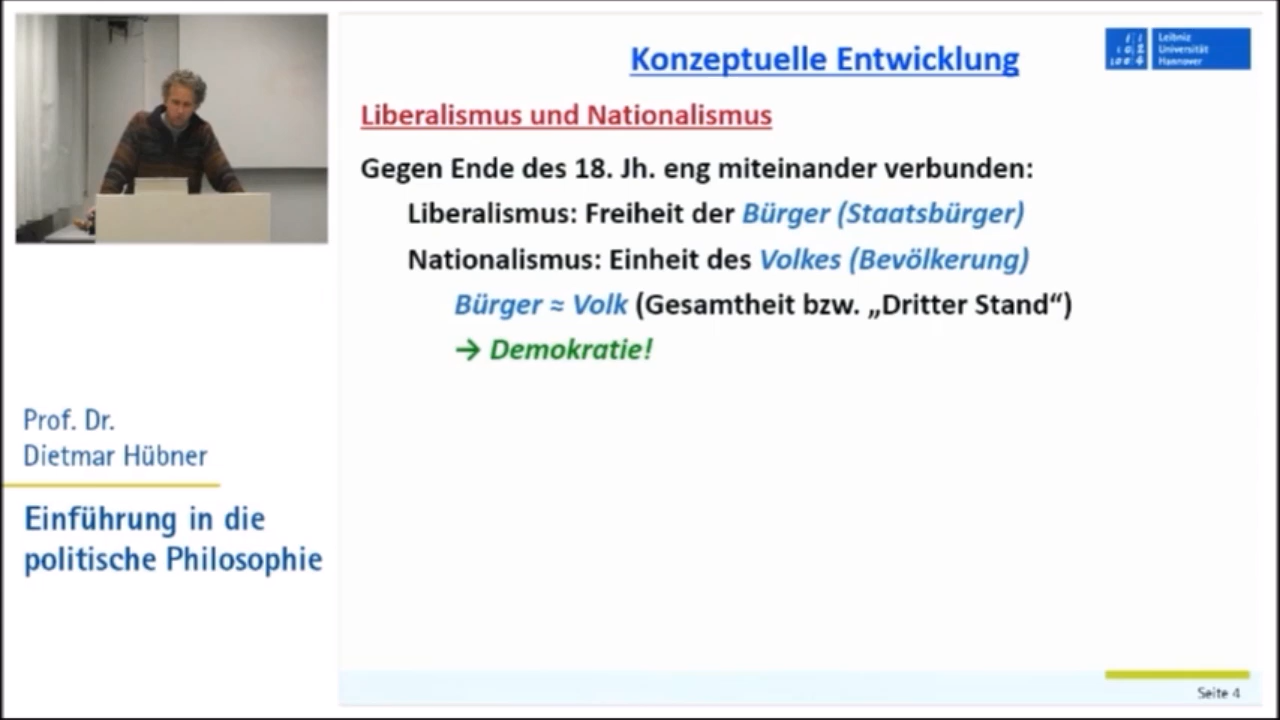 Konzeptuelle Entwicklung
Leibniz
Universität
Hannover
Liberalismus und Nationalismus
Gegen Ende des 18. Jh. eng miteinander verbunden:
Liberalismus: Freiheit der Bürger (Staatsbürger)
Nationalismus: Einheit des Volkes (Bevölkerung)
Bürger ≈ Volk (Gesamtheit bzw. „Dritter Stand“)
→ Demokratie!
Prof. Dr.
Dietmar Hübner
Einführung in die
politische Philosophie
Seite 4